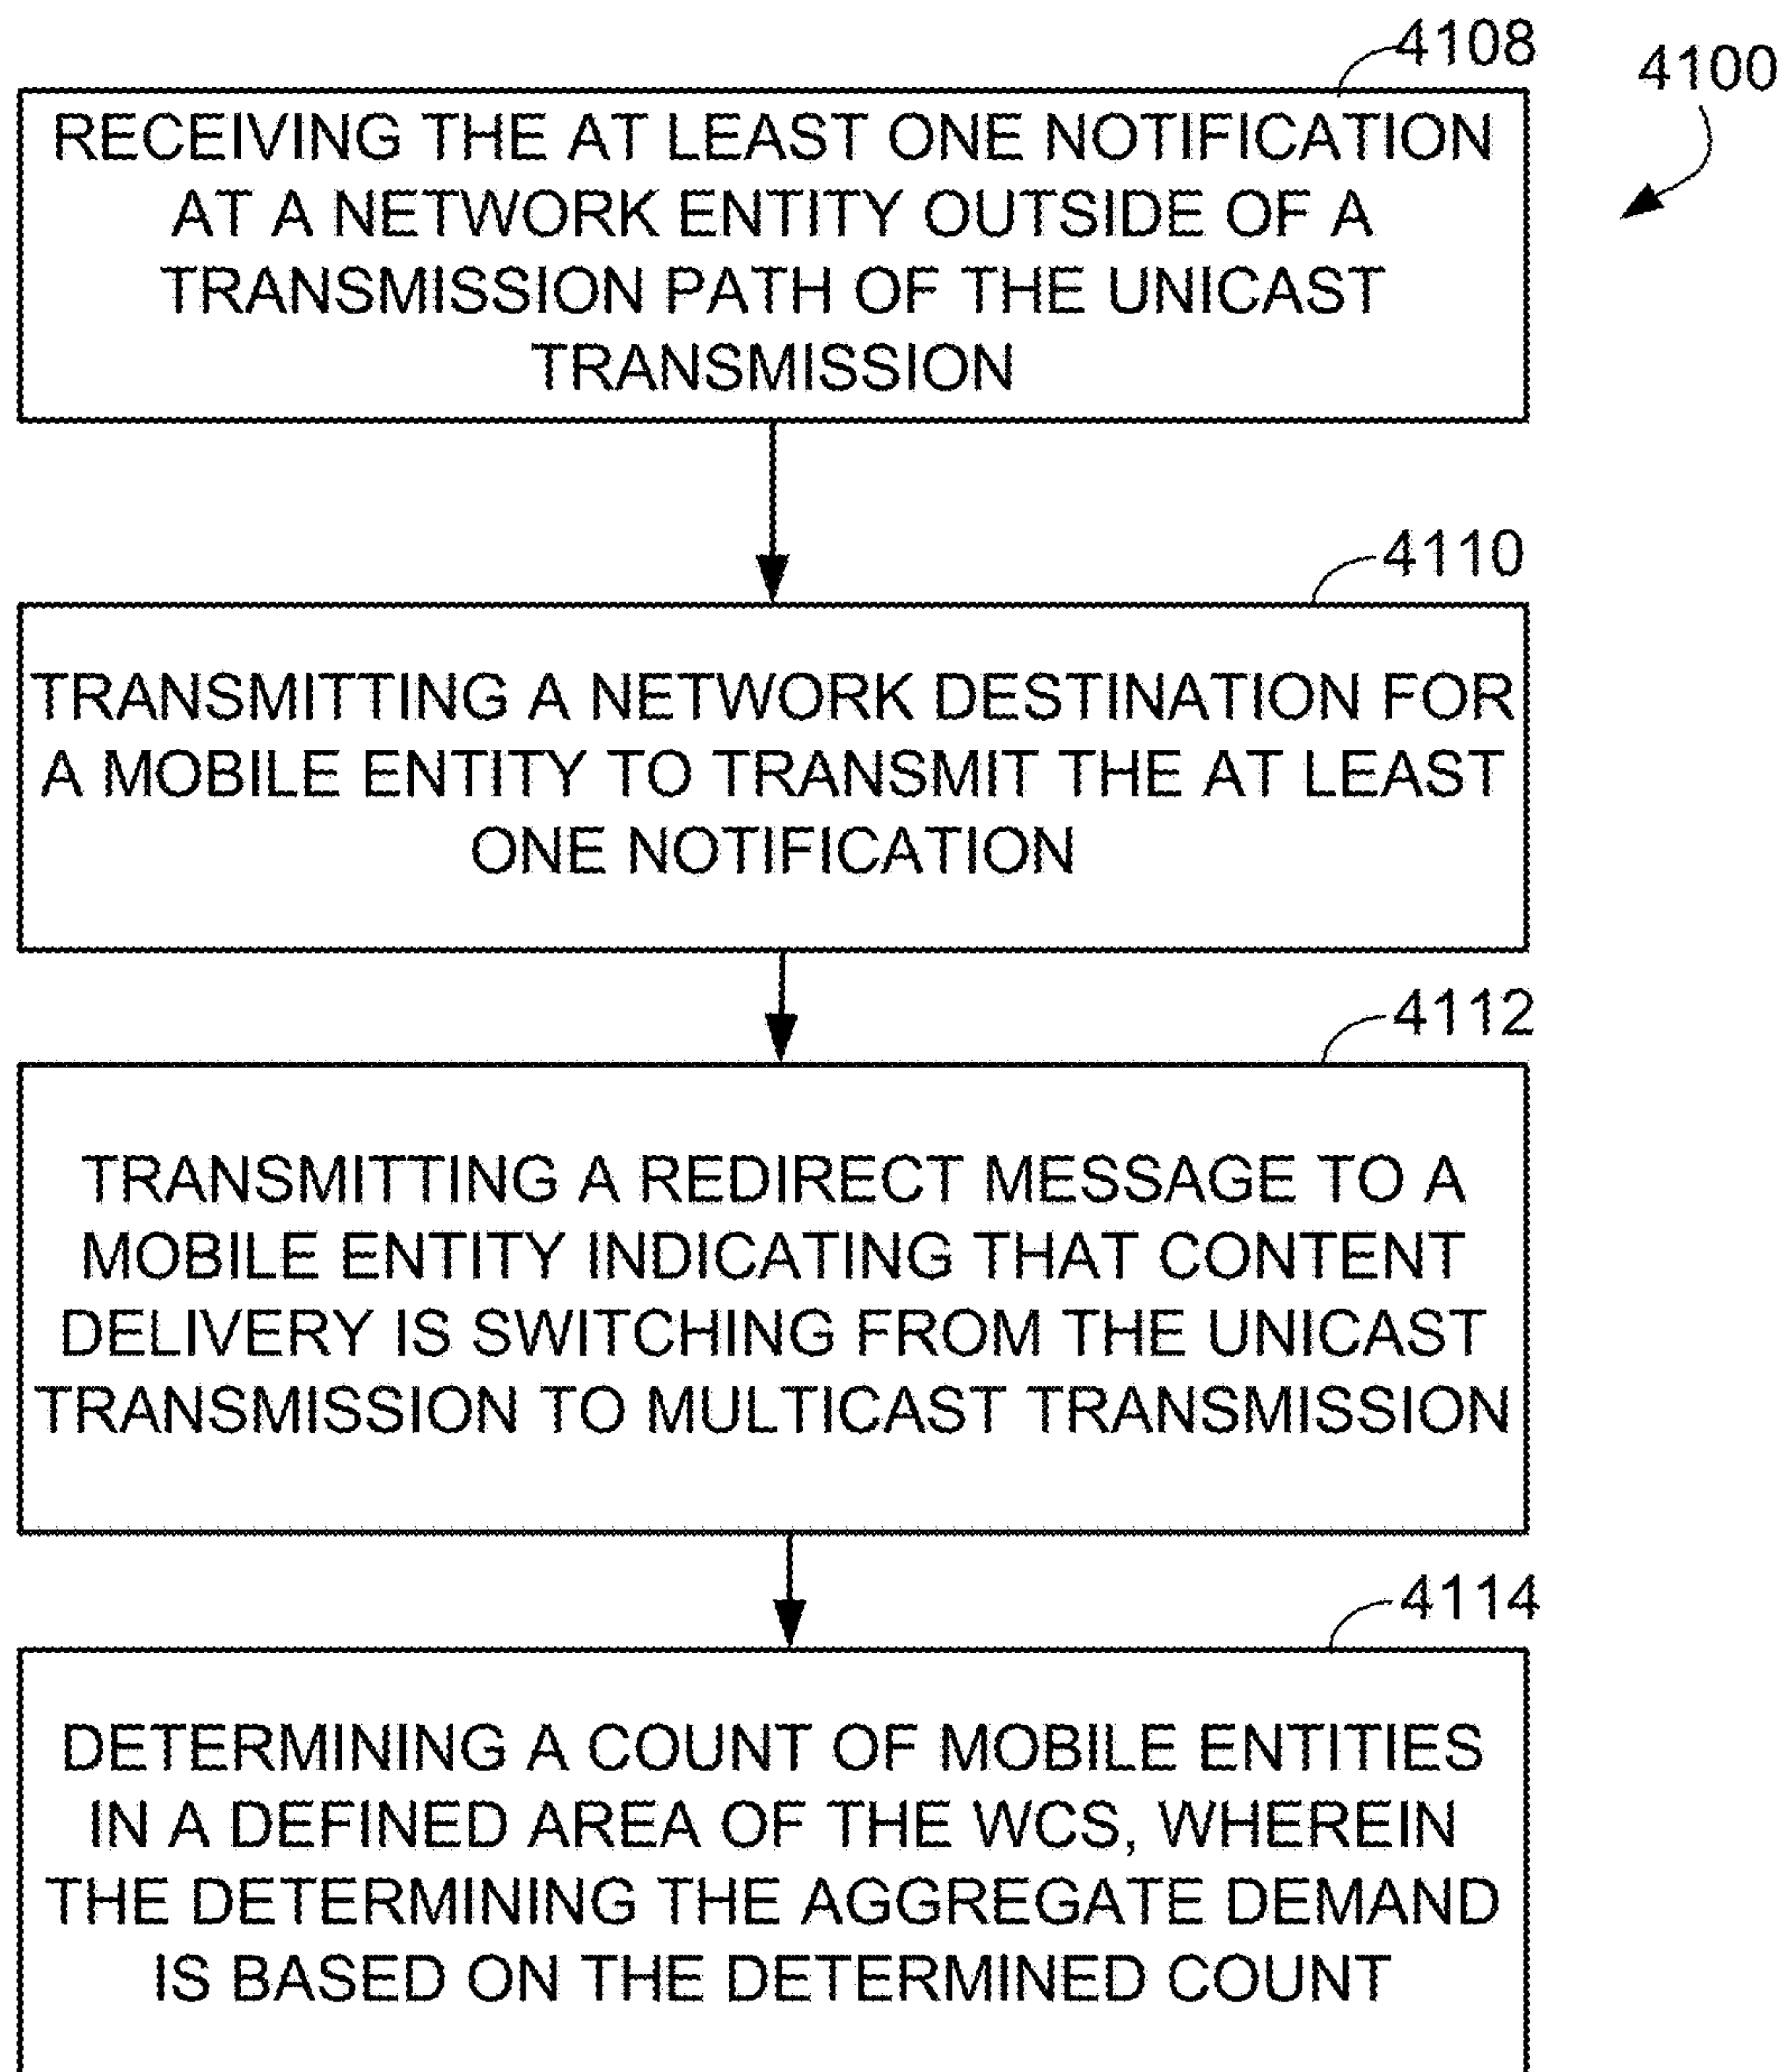 4108
4100
RECEIVING THE AT LEAST ONE NOTIFICATION
AT A NETWORK ENTITY OUTSIDE OF A
TRANSMISSION PATH OF THE UNICAST
TRANSMISSION
4110
TRANSMITTING A NETWORK DESTINATION FOR
A MOBILE ENTITY TO TRANSMIT THE AT LEAST
ONE NOTIFICATION
4112
TRANSMITTING A REDIRECT MESSAGE TO A
MOBILE ENTITY INDICATING THAT CONTENT
DELIVERY IS SWITCHING FROM THE UNICAST
TRANSMISSION TO MULTICAST TRANSMISSION
4114
DETERMINING A COUNT OF MOBILE ENTITIES
IN A DEFINED AREA OF THE WCS, WHEREIN
THE DETERMINING THE AGGREGATE DEMAND
IS BASED ON THE DETERMINED COUNT